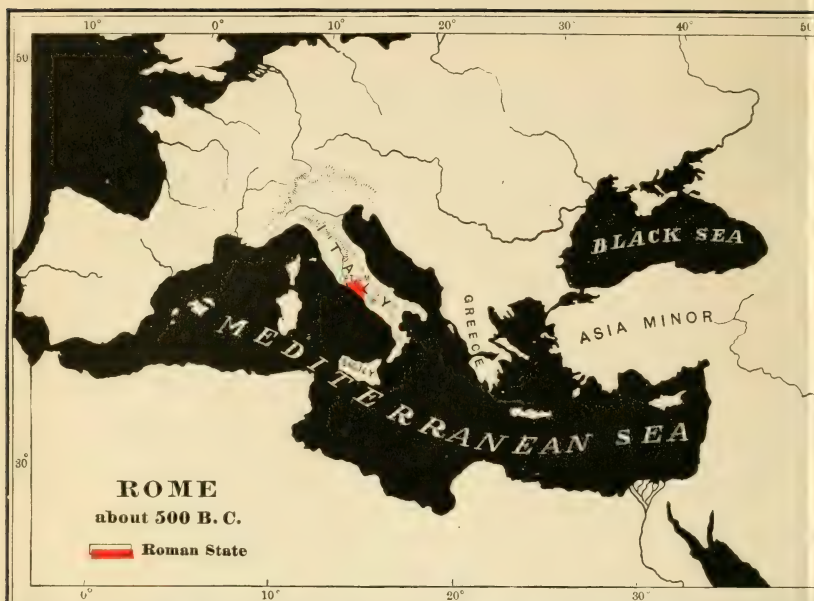 10° 0° 10° 20° 30° 40° 50
50
ITALY
BLACK SEA
GREECE
ASIA MINOR
SICILY
MEDITERRANEAN SEA
30°
ROME
about 500 B. C.
Roman State
0° 10° 20° 30°